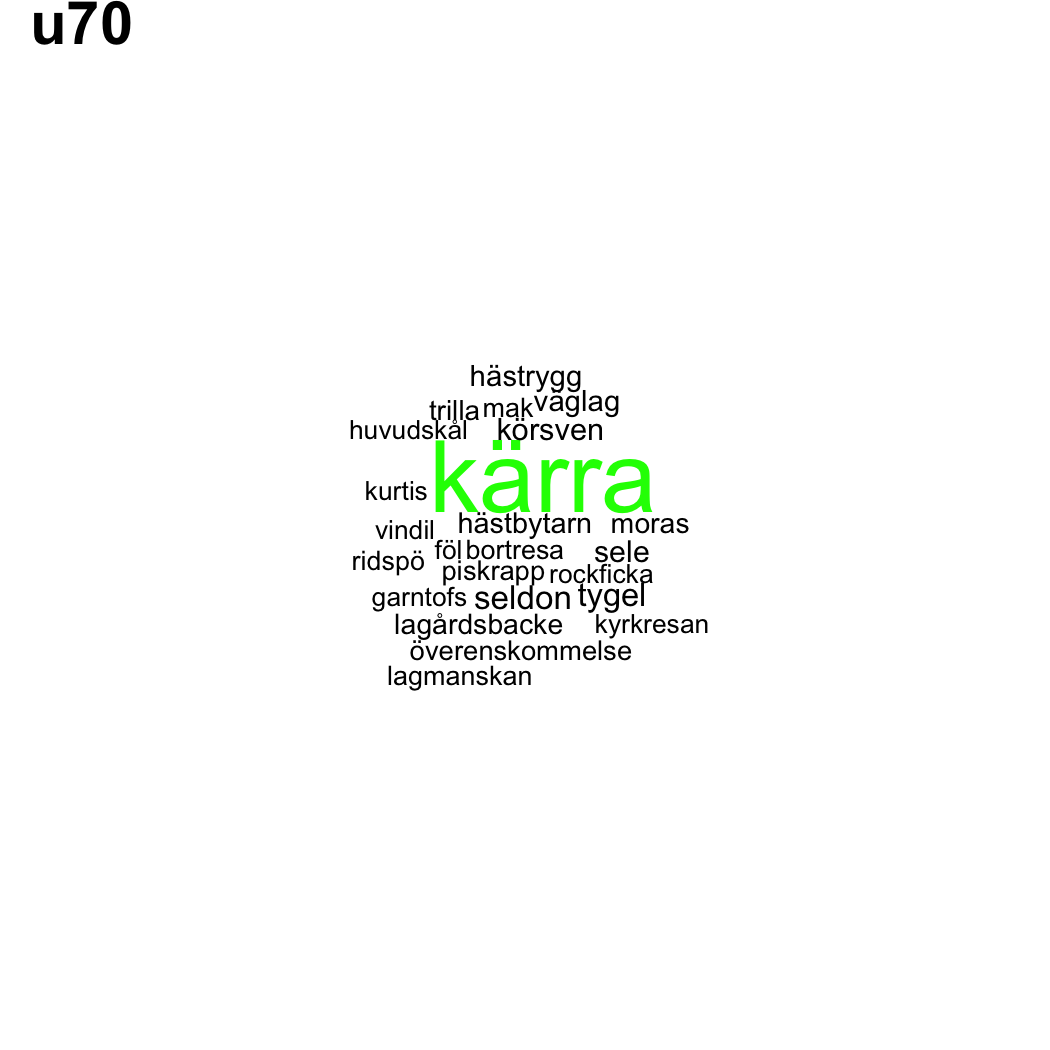 u70
hästrygg
trilla mak väglag
huvudskål körsven
kärra
kurtis
vindil hästbytarn moras
föl bortresa sele
ridspö piskrapp rockficka
garntofs seldon tygel
lagårdsbacke kyrkresan
överenskommelse
lagmanskan